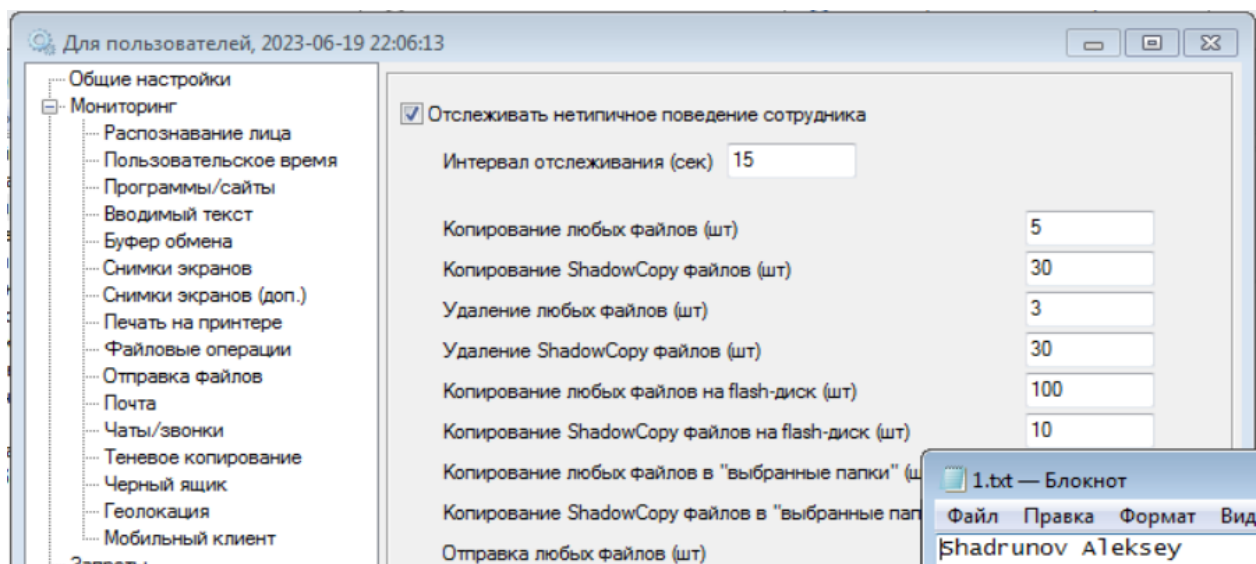 Для пользователей, 2023-06-19 22:06:13
Общие настройки
Мониторинг
Распознавание лица
Пользовательское время
Программы/сайты
Вводимый текст
Буфер обмена
Снимки экранов
Снимки экранов (доп.)
Печать на принтере
Файловые операции
Отправка файлов
Почта
Чаты/звонки
Теневое копирование
Черный ящик
Геолокация
Мобильный клиент
Отслеживать нетипичное поведение сотрудника
Интервал отслеживания (сек) 15
Копирование любых файлов (шт) 5
Копирование ShadowCopy файлов (шт) 30
Удаление любых файлов (шт) 3
Удаление ShadowCopy файлов (шт) 30
Копирование любых файлов на flash-диск (шт) 100
Копирование ShadowCopy файлов на flash-диск (шт) 10
Копирование любых файлов в "выбранные папки"
Копирование ShadowCopy файлов в "выбранные
Отправка любых файлов (шт)
1.txt — Блокнот
Файл Правка Формат Вид
Shadrunov Aleksey